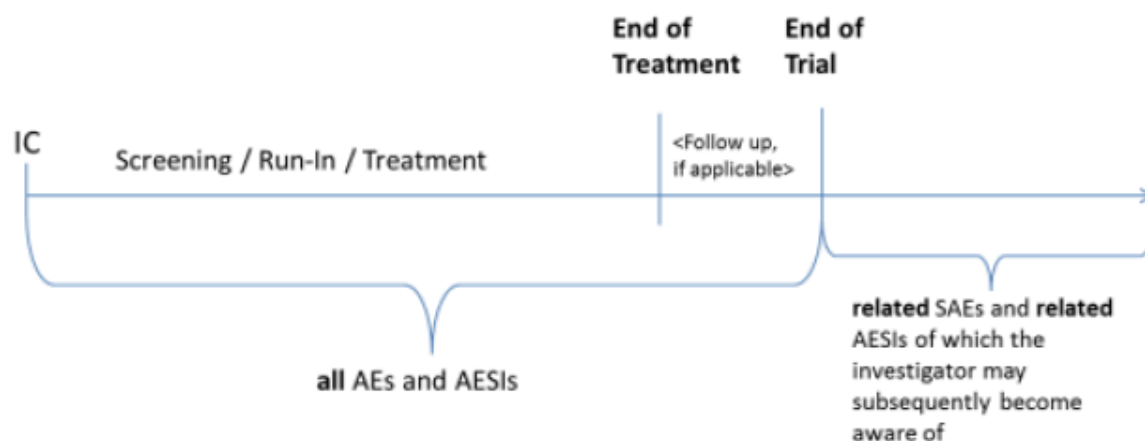 End of
Treatment
End of
Trial
IC
Screening / Run-In / Treatment
<Follow up,
if applicable>
all AEs and AESIs
related SAEs and related
AESIs of which the
investigator may
subsequently become
aware of